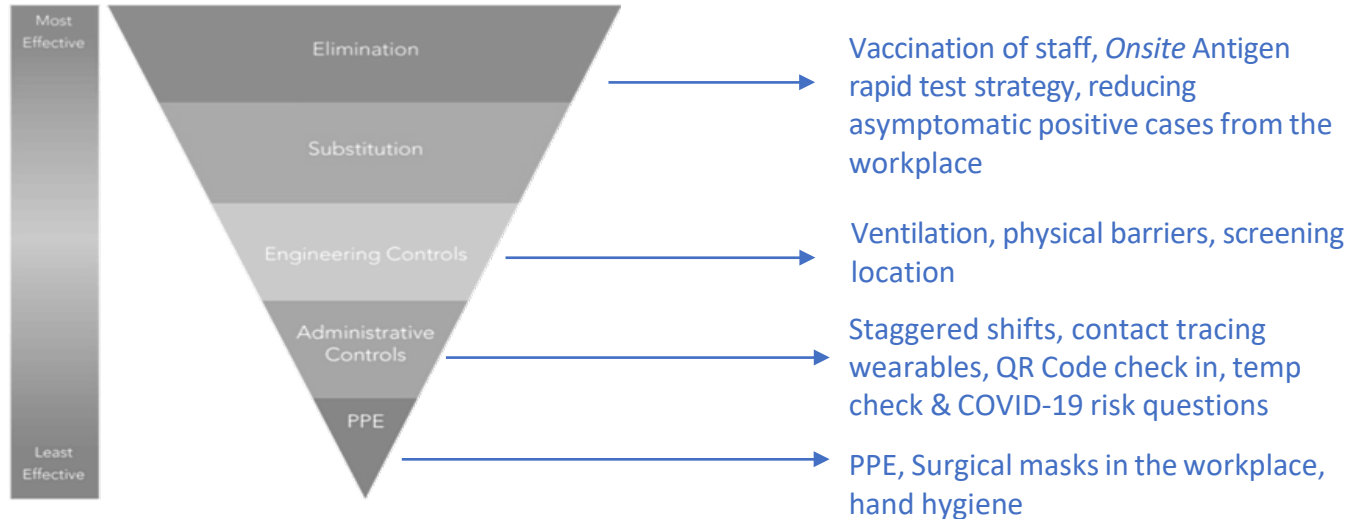 Most
Effective
Elimination
Vaccination of staff, Onsite Antigen
rapid test strategy, reducing
asymptomatic positive cases from the
workplace
Substitution
Engineering Controls
Ventilation, physical barriers, screening
location
Administrative
Controls
Staggered shifts, contact tracing
wearables, QR Code check in, temp
check & COVID-19 risk questions
PPE
Least
Effective
PPE, Surgical masks in the workplace,
hand hygiene